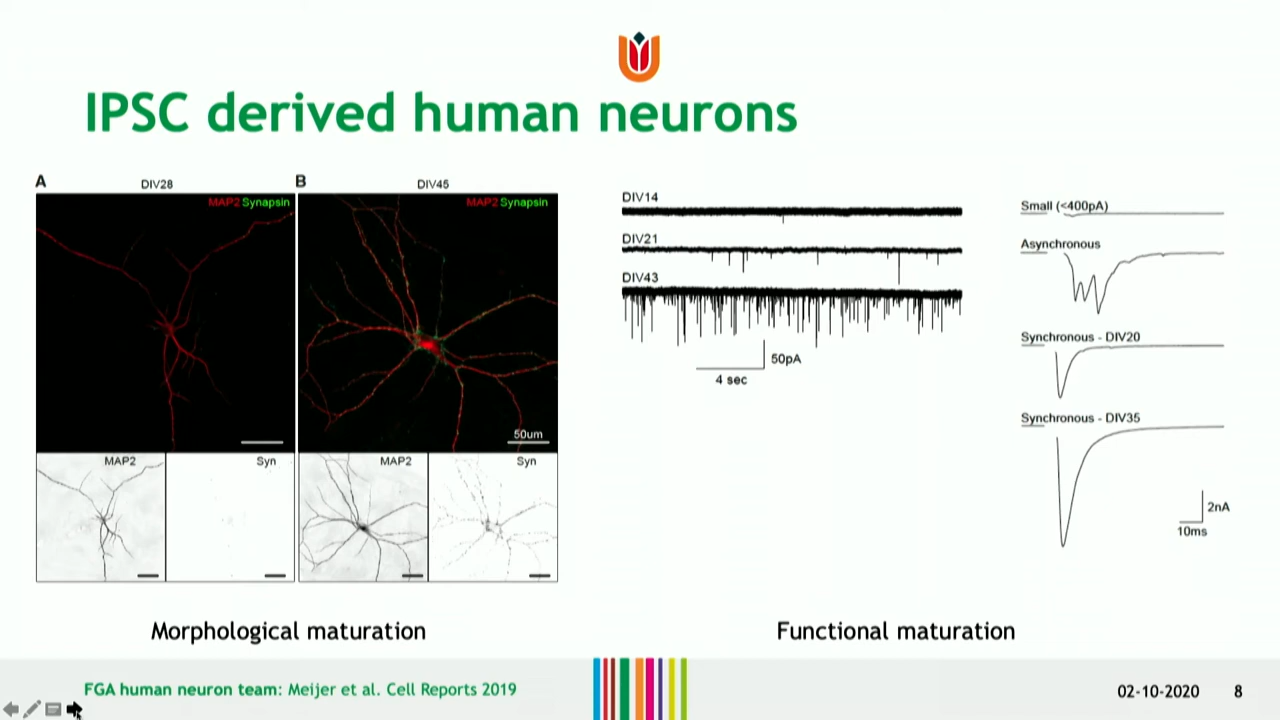 IPSC derived human neurons
A
DIV28
MAP2 Synapsin
MAP2
Syn
B
DIV45
MAP2 Synapsin
50um
MAP2
Syn
Morphological maturation
DIV14
DIV21
DIV43
50pA
4 sec
Small (<400pA)
Asynchronous
Synchronous - DIV20
Synchronous - DIV35
2nA
10ms
Functional maturation
FGA human neuron team: Meijer et al. Cell Reports 2019
02-10-2020
8